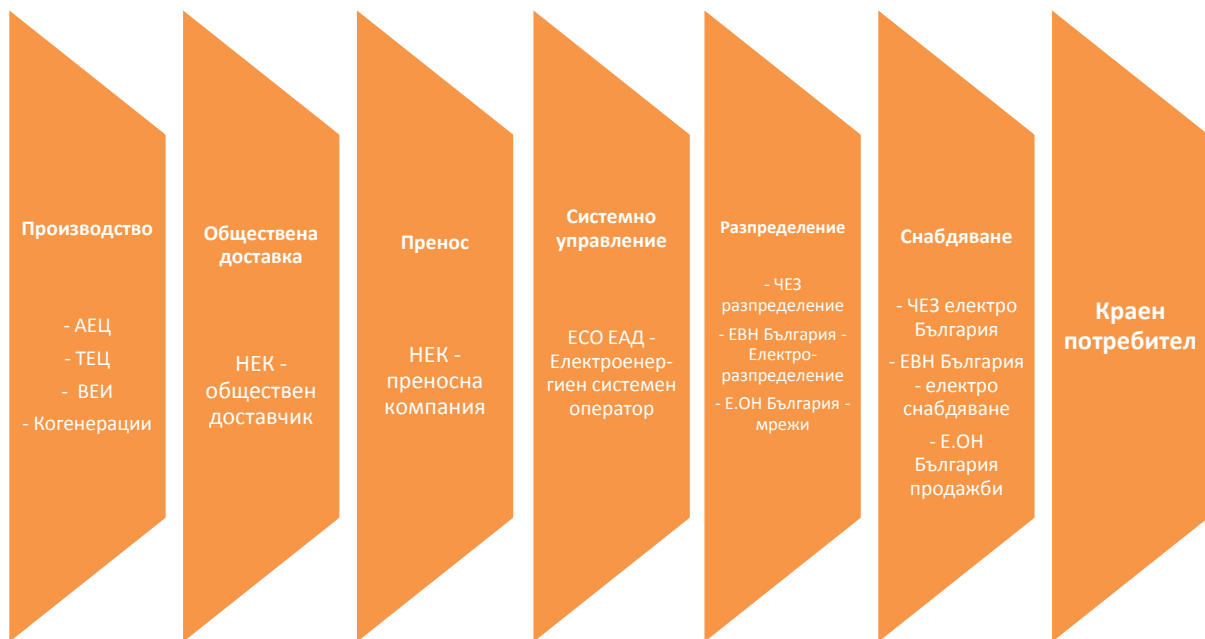 Производство
- АЕЦ
- ТЕЦ
- ВЕИ
- Когенерации
Обществена
доставка
НЕК -
обществен
доставчик
Пренос
НЕК -
преносна
компания
Системно
управление
ЕСО ЕАД -
Електроенер-
гиен системен
оператор
Разпределение
- ЧЕЗ
разпределение
- ЕВН България -
Електро-
разпределение
- Е.ОН България -
мрежи
Снабдяване
- ЧЕЗ електро
България
- ЕВН България
- електро
снабдяване
- Е.ОН
България
продажби
Краен
потребител